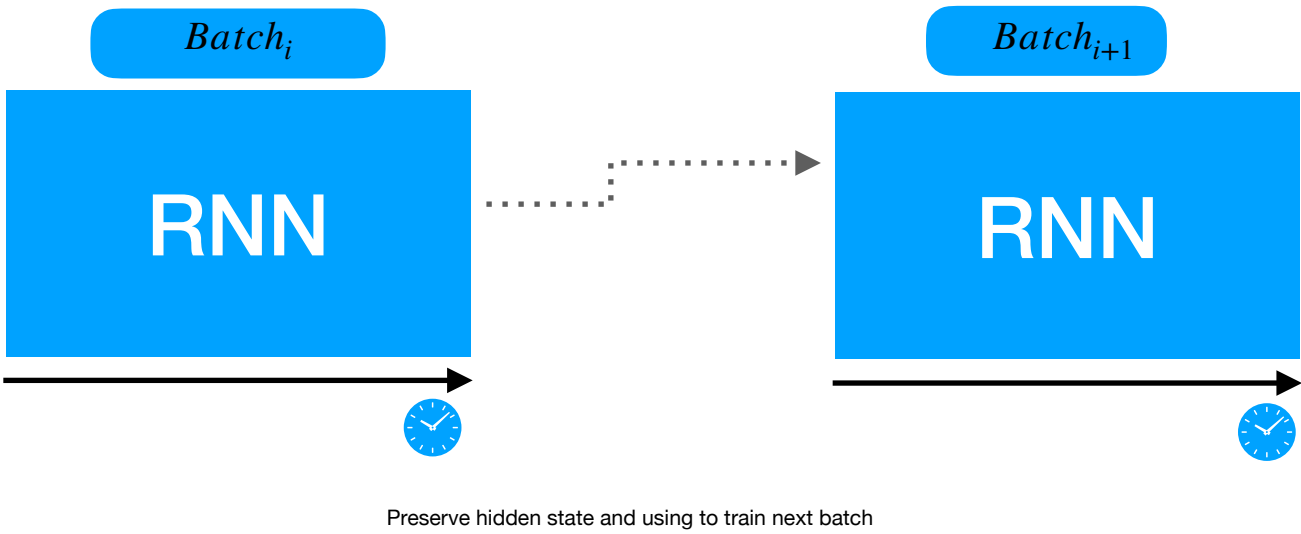 Batch_i
Batch_{i+1}
RNN
RNN
Preserve hidden state and using to train next batch